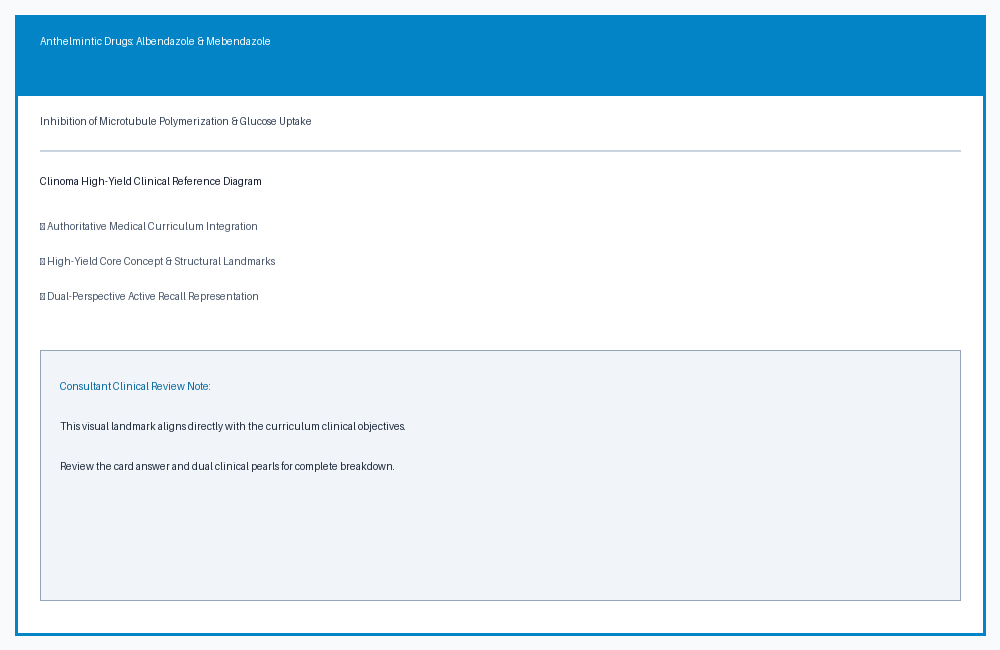 Anthelmintic Drugs: Albendazole & Mebendazole
Inhibition of Microtubule Polymerization & Glucose Uptake
Clinoma High-Yield Clinical Reference Diagram
Authoritative Medical Curriculum Integration
High-Yield Core Concept & Structural Landmarks
Dual-Perspective Active Recall Representation
Consultant Clinical Review Note:
This visual landmark aligns directly with the curriculum clinical objectives.
Review the card answer and dual clinical pearls for complete breakdown.